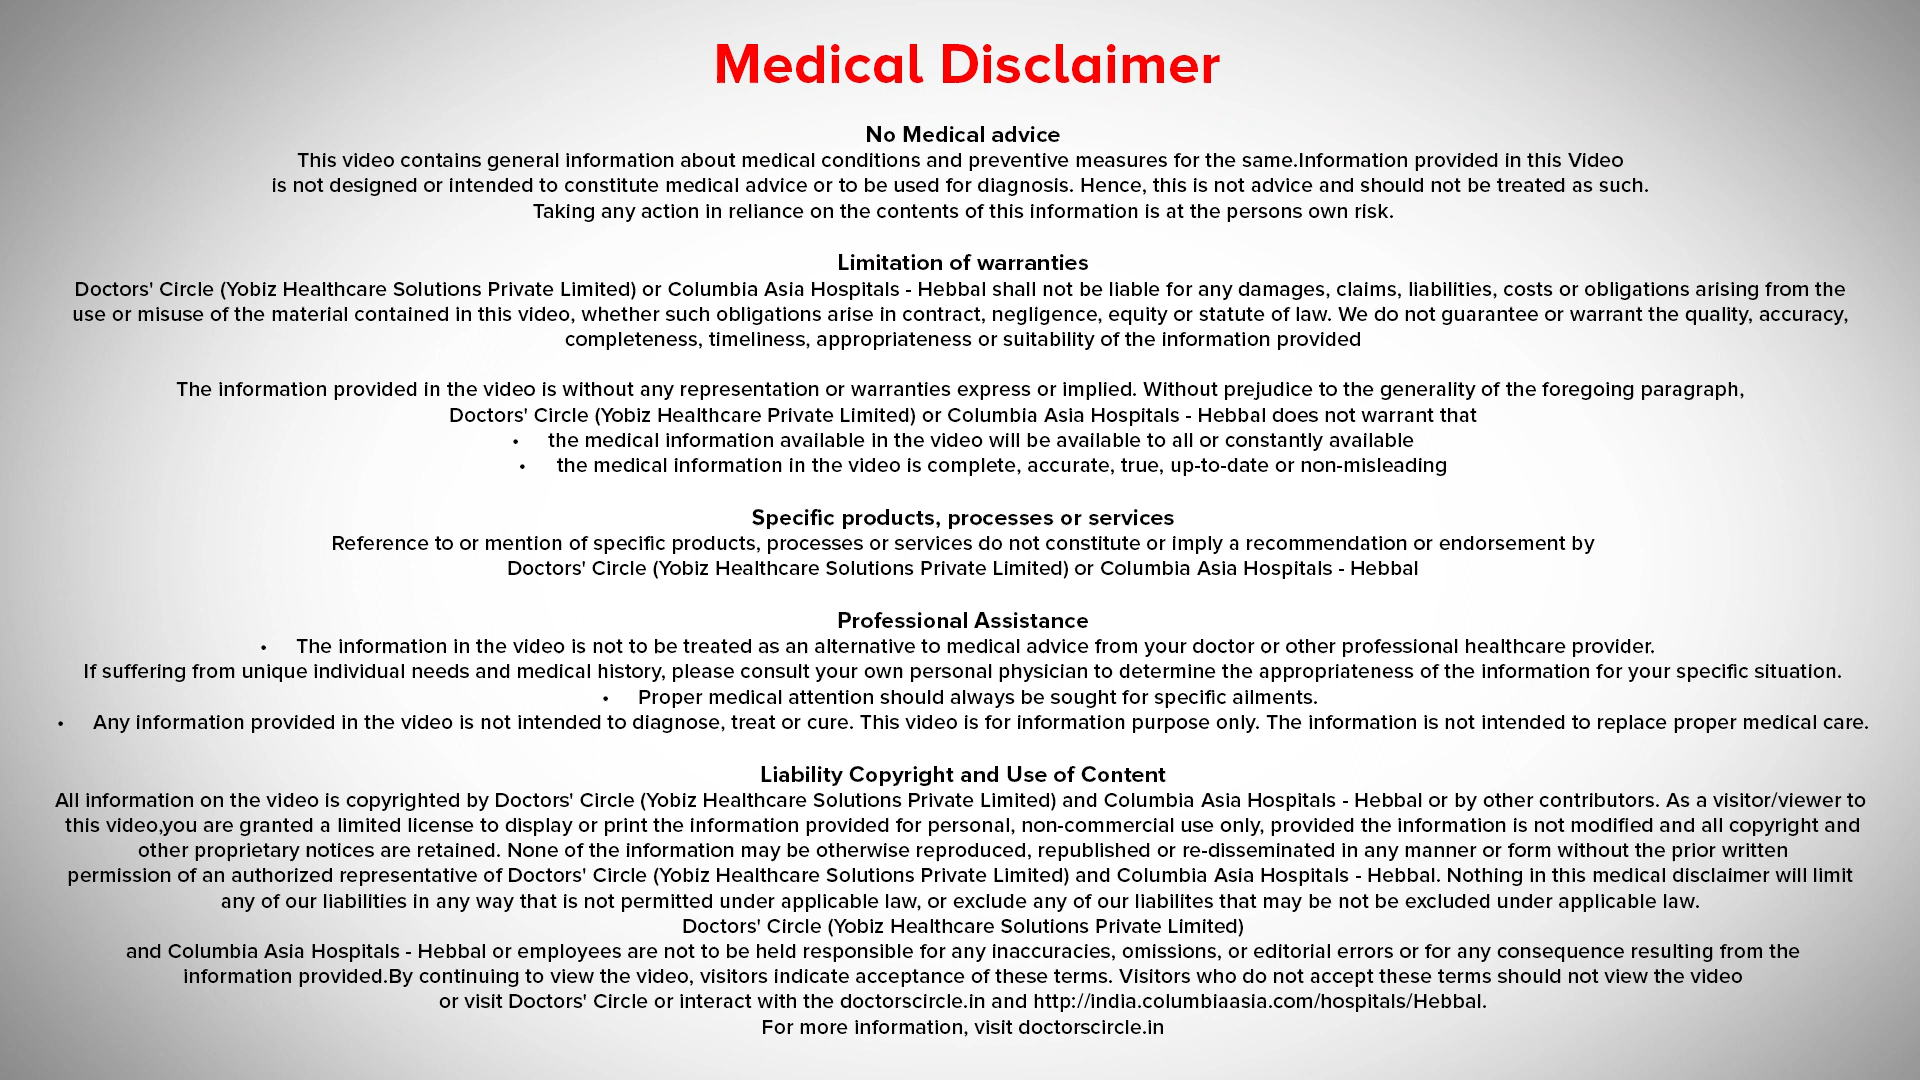 Medical Disclaimer
No Medical advice
This video contains general information about medical conditions and preventive measures for the same.Information provided in this Video
is not designed or intended to constitute medical advice or to be used for diagnosis. Hence, this is not advice and should not be treated as such.
Taking any action in reliance on the contents of this information is at the persons own risk.
Limitation of warranties
Doctors' Circle (Yobiz Healthcare Solutions Private Limited) or Columbia Asia Hospitals - Hebbal shall not be liable for any damages, claims, liabilities, costs or obligations arising from the
use or misuse of the material contained in this video, whether such obligations arise in contract, negligence, equity or statute of law. We do not guarantee or warrant the quality, accuracy,
completeness, timeliness, appropriateness or suitability of the information provided
The information provided in the video is without any representation or warranties express or implied. Without prejudice to the generality of the foregoing paragraph,
Doctors' Circle (Yobiz Healthcare Private Limited) or Columbia Asia Hospitals - Hebbal does not warrant that
• the medical information available in the video will be available to all or constantly available
• the medical information in the video is complete, accurate, true, up-to-date or non-misleading
Specific products, processes or services
Reference to or mention of specific products, processes or services do not constitute or imply a recommendation or endorsement by
Doctors' Circle (Yobiz Healthcare Solutions Private Limited) or Columbia Asia Hospitals - Hebbal
Professional Assistance
• The information in the video is not to be treated as an alternative to medical advice from your doctor or other professional healthcare provider.
If suffering from unique individual needs and medical history, please consult your own personal physician to determine the appropriateness of the information for your specific situation.
• Proper medical attention should always be sought for specific ailments.
• Any information provided in the video is not intended to diagnose, treat or cure. This video is for information purpose only. The information is not intended to replace proper medical care.
Liability Copyright and Use of Content
All information on the video is copyrighted by Doctors' Circle (Yobiz Healthcare Solutions Private Limited) and Columbia Asia Hospitals - Hebbal or by other contributors. As a visitor/viewer to
this video,you are granted a limited license to display or print the information provided for personal, non-commercial use only, provided the information is not modified and all copyright and
other proprietary notices are retained. None of the information may be otherwise reproduced, republished or re-disseminated in any manner or form without the prior written
permission of an authorized representative of Doctors' Circle (Yobiz Healthcare Solutions Private Limited) and Columbia Asia Hospitals - Hebbal. Nothing in this medical disclaimer will limit
any of our liabilities in any way that is not permitted under applicable law, or exclude any of our liabilites that may be not be excluded under applicable law.
Doctors' Circle (Yobiz Healthcare Solutions Private Limited)
and Columbia Asia Hospitals - Hebbal or employees are not to be held responsible for any inaccuracies, omissions, or editorial errors or for any consequence resulting from the
information provided.By continuing to view the video, visitors indicate acceptance of these terms. Visitors who do not accept these terms should not view the video
or visit Doctors' Circle or interact with the doctorscircle.in and http://india.columbiaasia.com/hospitals/Hebbal.
For more information, visit doctorscircle.in